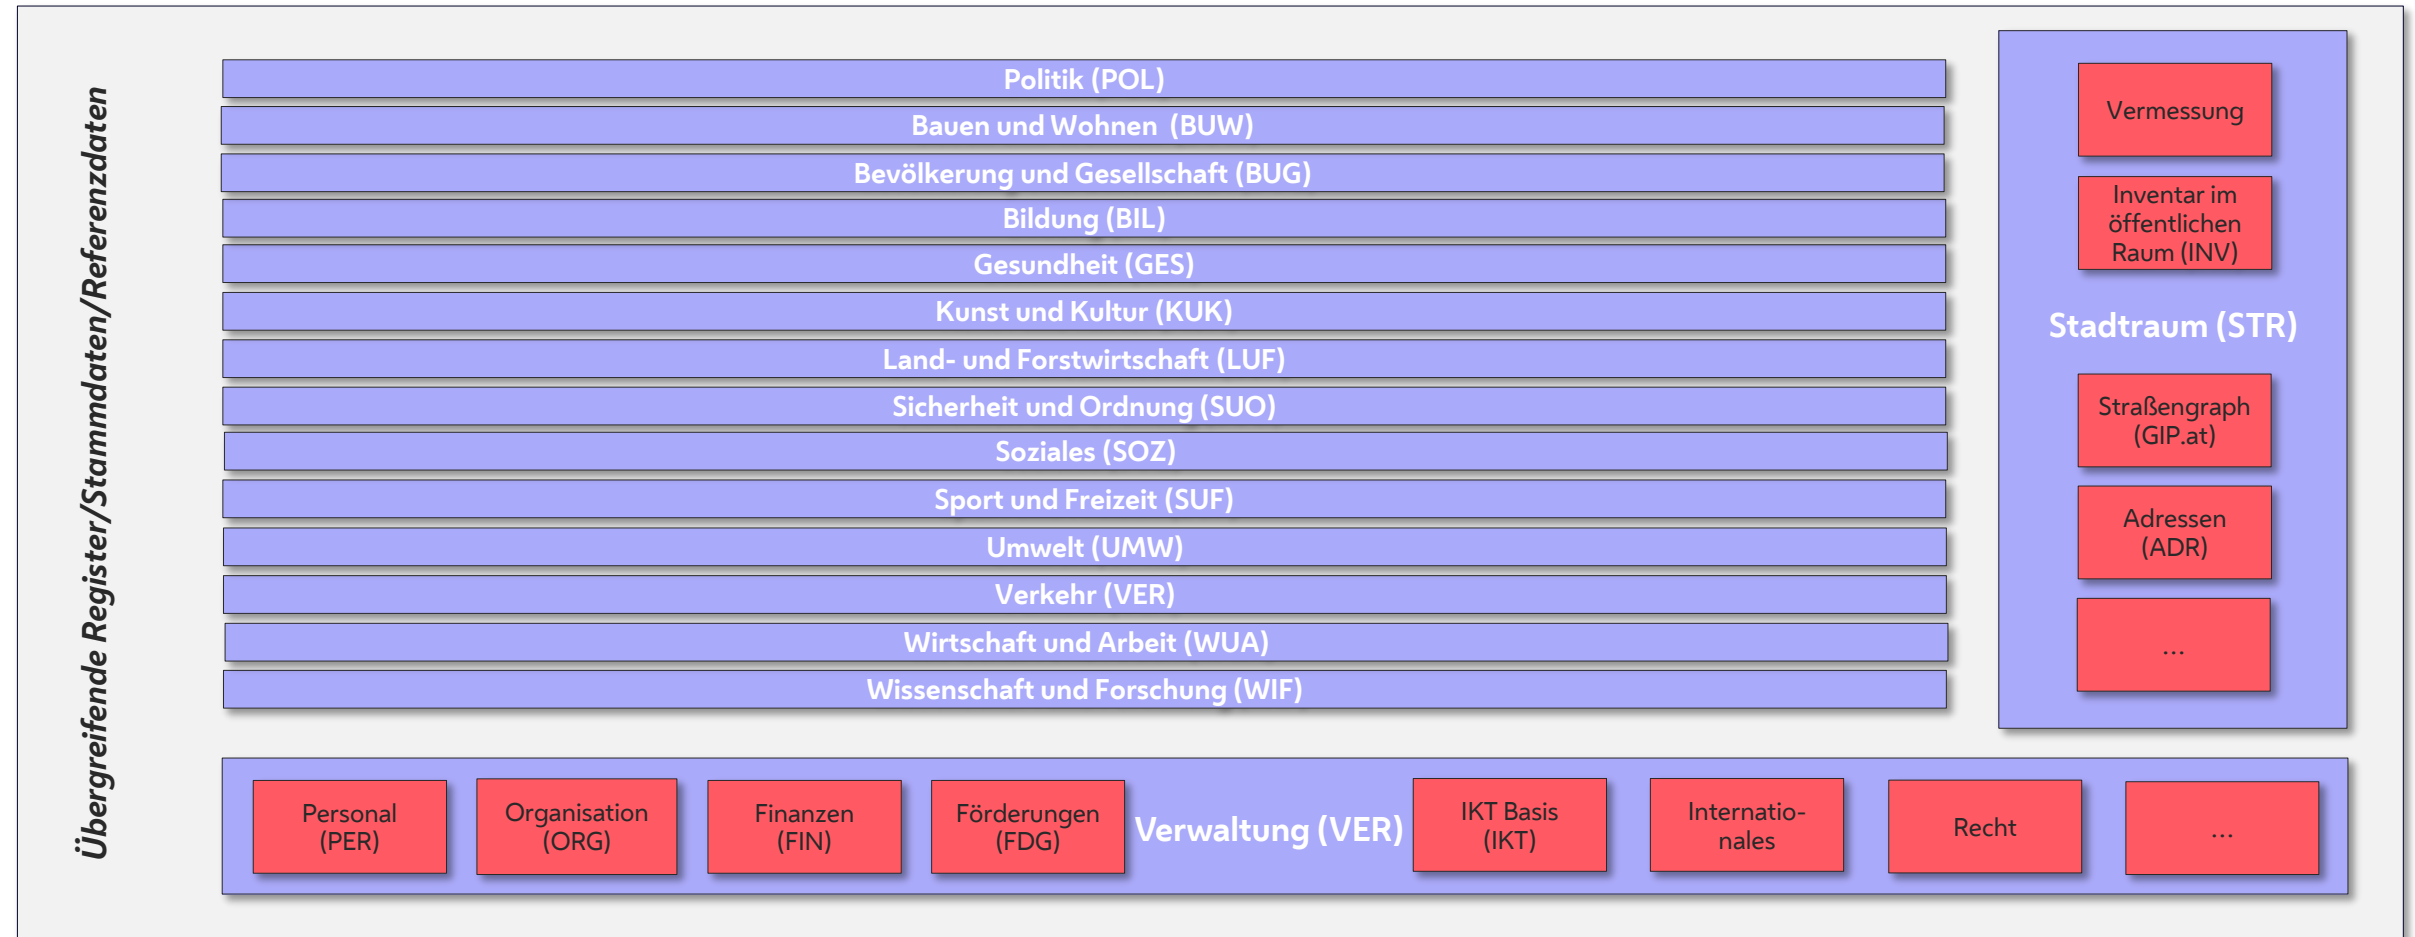 Übergreifende Register/Stammdaten/Referenzdaten
Politik (POL)
Bauen und Wohnen (BUW)
Bevölkerung und Gesellschaft (BUG)
Bildung (BIL)
Gesundheit (GES)
Kunst und Kultur (KUK)
Land- und Forstwirtschaft (LUF)
Sicherheit und Ordnung (SUO)
Soziales (SOZ)
Sport und Freizeit (SUF)
Umwelt (UMW)
Verkehr (VER)
Wirtschaft und Arbeit (WUA)
Wissenschaft und Forschung (WIF)
Vermessung
Inventar im
öffentlichen
Raum (INV)
Stadtraum (STR)
Straßengraph
(GIP.at)
Adressen
(ADR)
...
Personal
(PER)
Organisation
(ORG)
Finanzen
(FIN)
Förderungen
(FDG)
Verwaltung (VER)
IKT Basis
(IKT)
Internatio-
nales
Recht
...